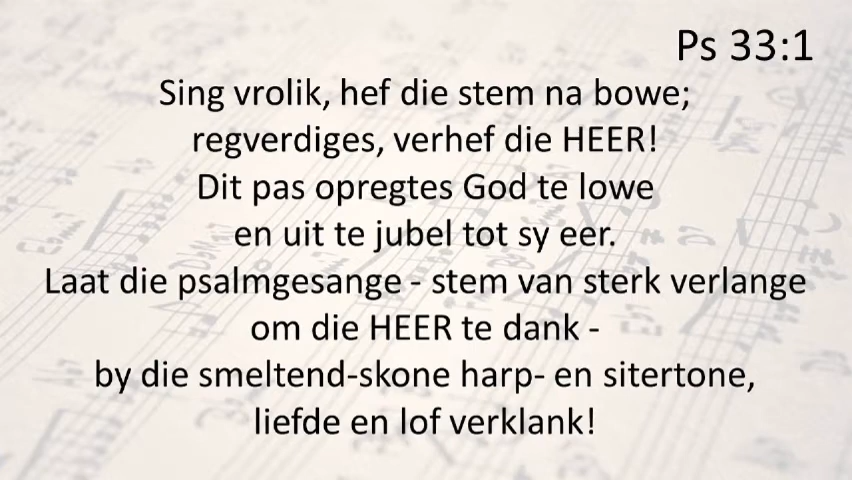 Ps 33:1
Sing vrolik, hef die stem na bowe;
regverdiges, verhef die HEER!
Dit pas opregtes God te lowe
en uit te jubel tot sy eer.
Laat die psalmgesange - stem van sterk verlange
om die HEER te dank -
by die smeltend-skone harp- en sitertone,
liefde en lof verklank!